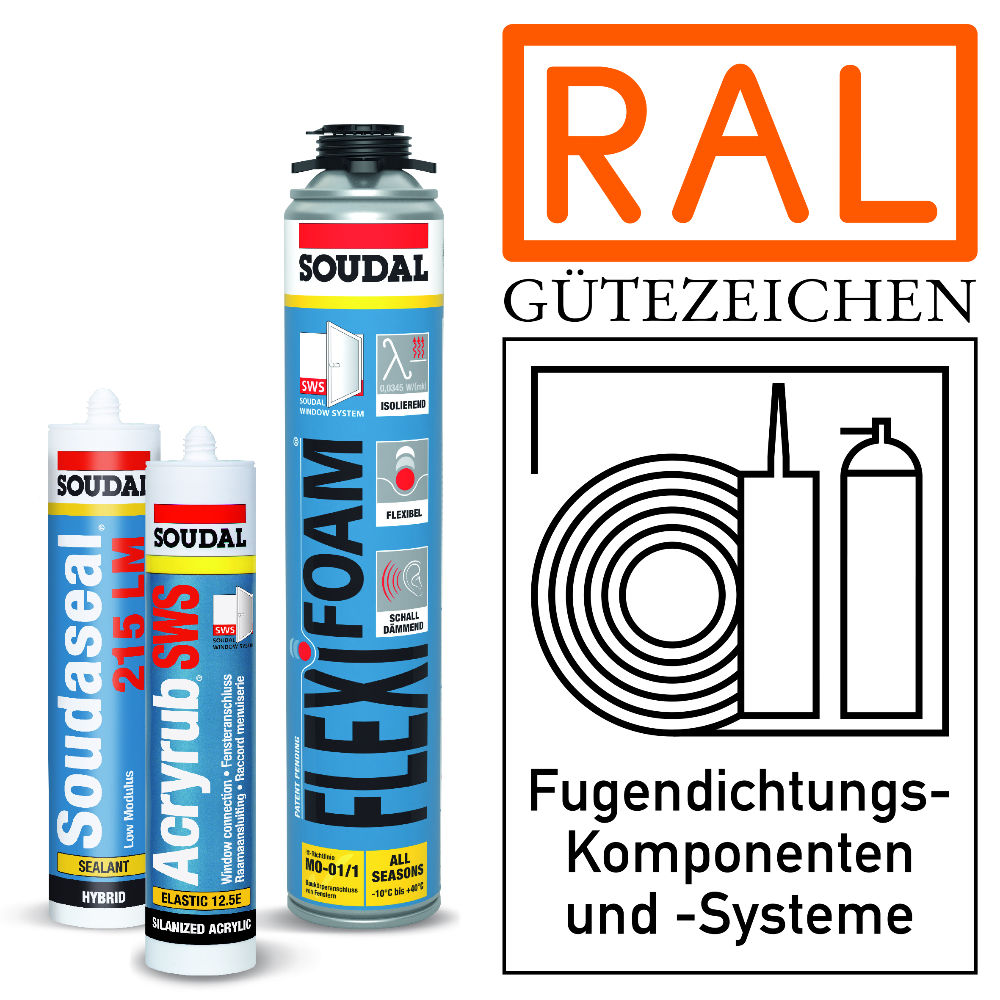 SOUDAL
Soudaseal®
215 LM
Low Modulus
SEALANT
HYBRID
SOUDAL
Acryrub® SWS
SWS
SOUDAL
WINDOW SYSTEM
Window connection • Fensteranschluss
Raamaansluiting • Raccord menuiserie
ELASTIC 12.5E
SILANIZED ACRYLIC
SOUDAL
SWS
SOUDAL
WINDOW SYSTEM
λ
0,0345 W/(mk)
ISOLIEREND
FLEXIBEL
SCHALL
DÄMMEND
FLEXIFOAM®
PATENT PENDING
ift-Richtlinie
MO-01/1
Baukörperanschluss
von Fenstern
ALL
SEASONS
-10°C bis +40°C
RAL
GÜTEZEICHEN
Fugendichtungs-
Komponenten
und -Systeme